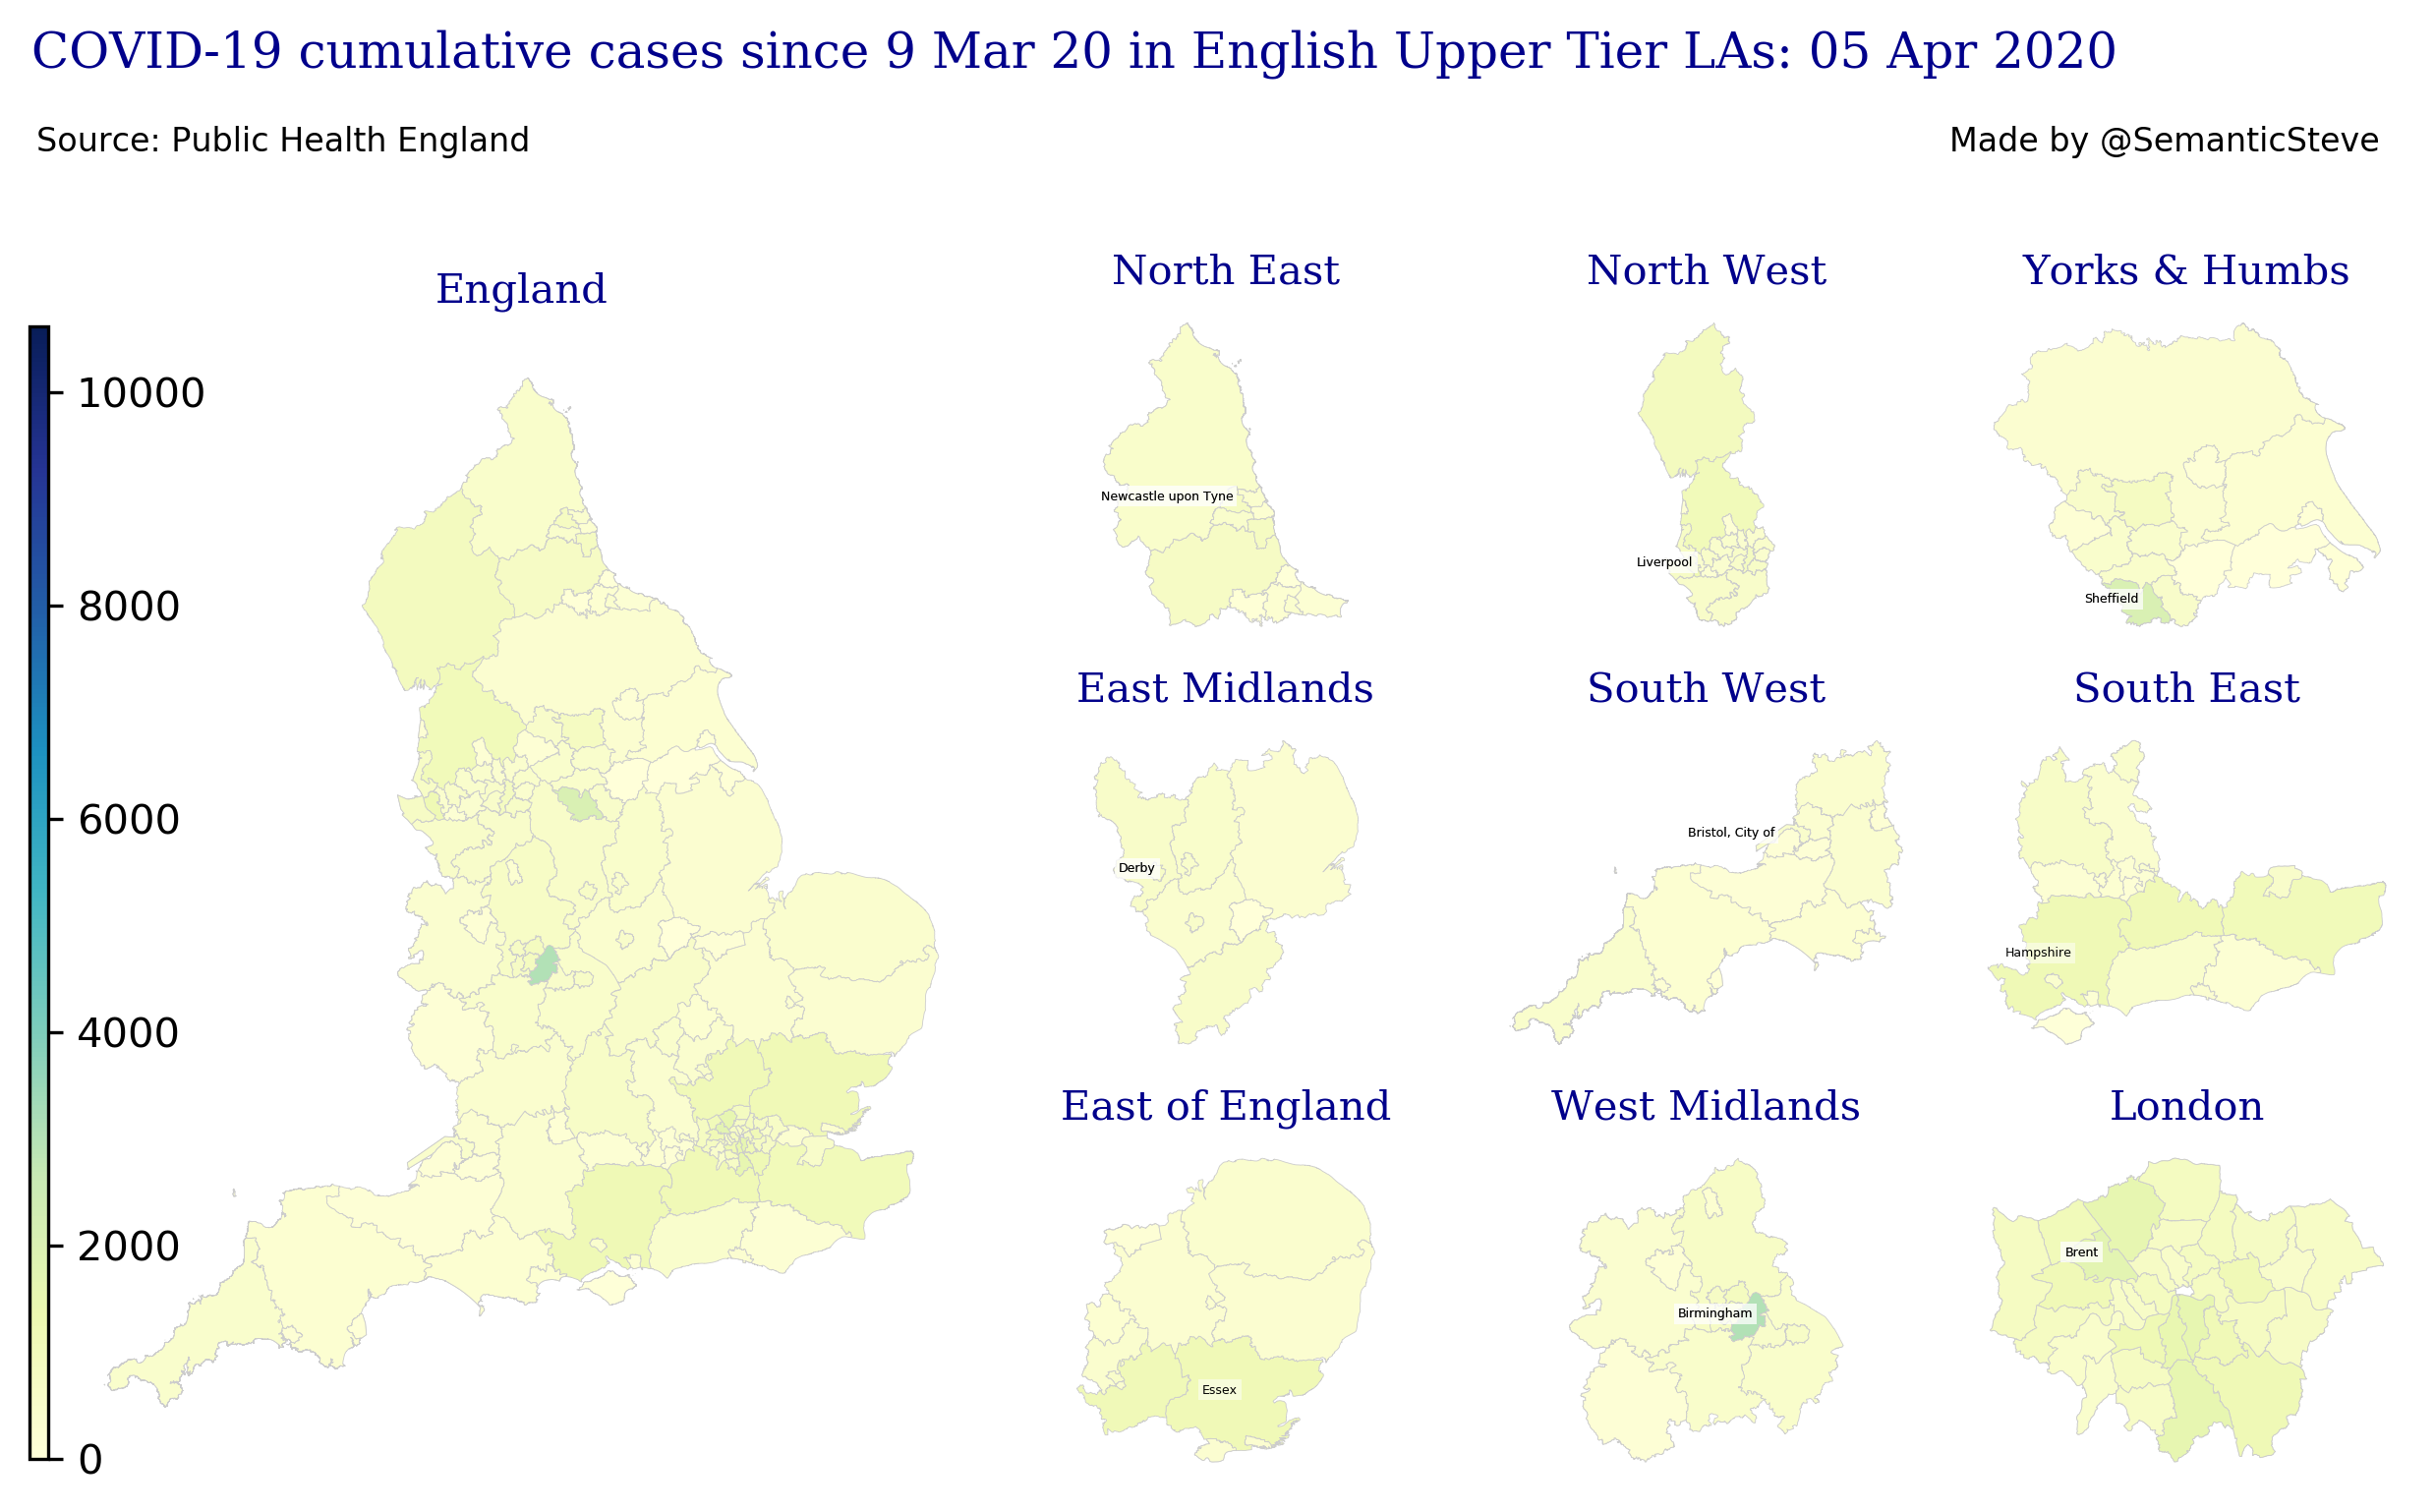 COVID-19 cumulative cases since 9 Mar 20 in English Upper Tier LAs: 05 Apr 2020
Source: Public Health England
Made by @SemanticSteve
England
10000
8000
6000
4000
2000
0
North East
Newcastle upon Tyne
North West
Liverpool
Yorks & Humbs
Sheffield
East Midlands
Derby
South West
Bristol, City of
South East
Hampshire
East of England
Essex
West Midlands
Birmingham
London
Brent